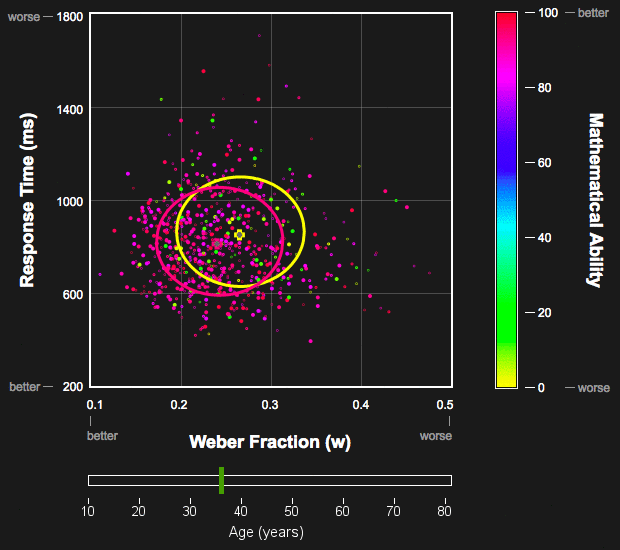 worse
1800
1400
1000
600
better
200
Response Time (ms)
0.1
0.2
0.3
0.4
0.5
better
worse
Weber Fraction (w)
10
20
30
40
50
60
70
80
Age (years)
100
better
80
60
40
20
0
worse
Mathematical Ability